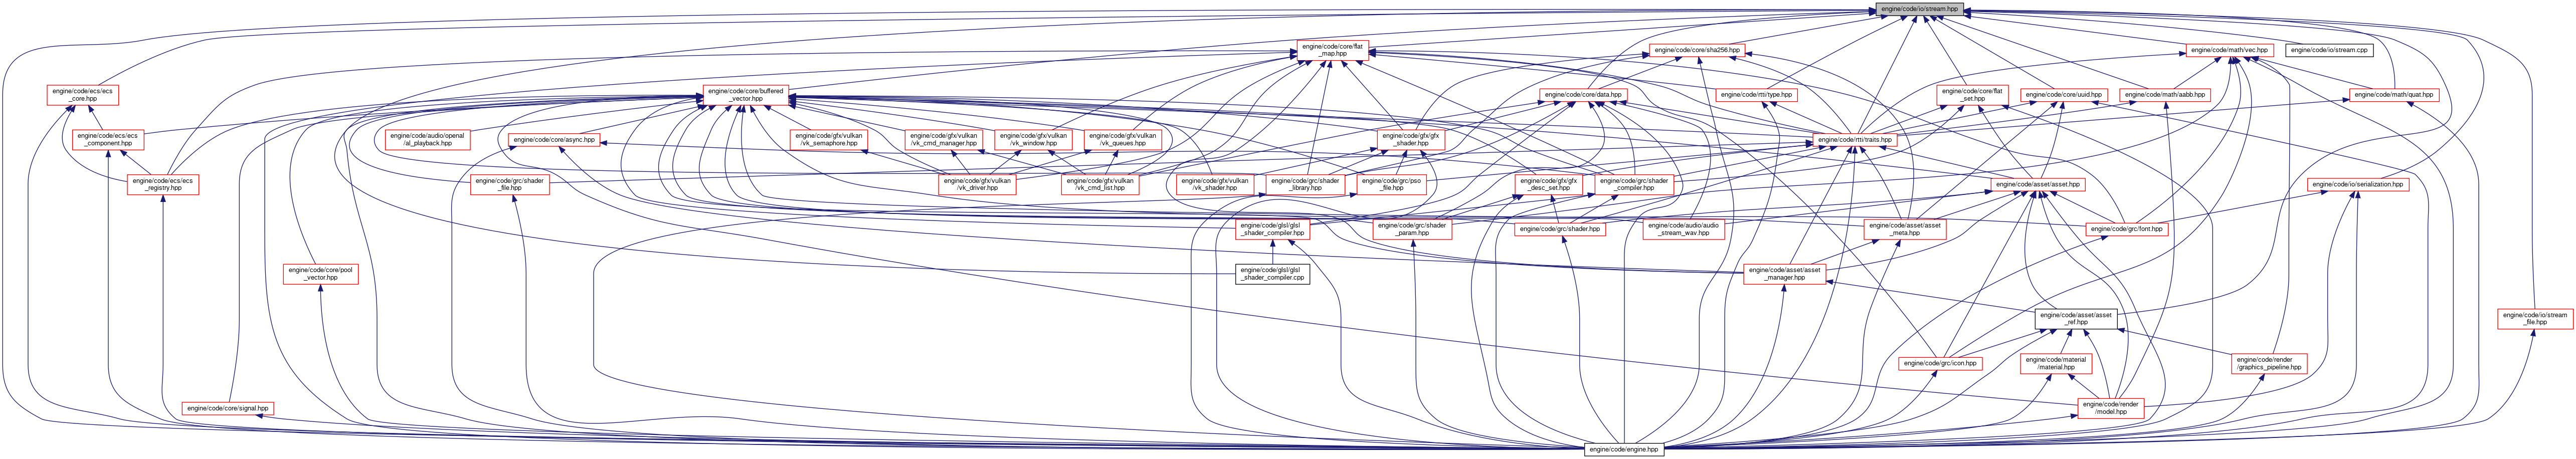 engine/code/io/stream.hpp
engine/code/core/flat
_map.hpp
engine/code/core/sha256.hpp
engine/code/math/vec.hpp
engine/code/io/stream.cpp
engine/code/ecs/ecs
_core.hpp
engine/code/core/buffered
_vector.hpp
engine/code/core/data.hpp
engine/code/rtti/type.hpp
engine/code/core/flat
_set.hpp
engine/code/core/uuid.hpp
engine/code/math/aabb.hpp
engine/code/math/quat.hpp
engine/code/ecs/ecs
_component.hpp
engine/code/audio/openal
/al_playback.hpp
engine/code/core/async.hpp
engine/code/gfx/vulkan
/vk_semaphore.hpp
engine/code/gfx/vulkan
/vk_cmd_manager.hpp
engine/code/gfx/vulkan
/vk_window.hpp
engine/code/gfx/vulkan
/vk_queues.hpp
engine/code/gfx/gfx
_shader.hpp
engine/code/rtti/traits.hpp
engine/code/ecs/ecs
_registry.hpp
engine/code/grc/shader
_file.hpp
engine/code/gfx/vulkan
/vk_driver.hpp
engine/code/gfx/vulkan
/vk_cmd_list.hpp
engine/code/gfx/vulkan
/vk_shader.hpp
engine/code/grc/shader
_library.hpp
engine/code/grc/pso
_file.hpp
engine/code/gfx/gfx
_desc_set.hpp
engine/code/grc/shader
_compiler.hpp
engine/code/asset/asset.hpp
engine/code/io/serialization.hpp
engine/code/glsl/glsl
_shader_compiler.hpp
engine/code/grc/shader
_param.hpp
engine/code/grc/shader.hpp
engine/code/audio/audio
_stream_wav.hpp
engine/code/asset/asset
_meta.hpp
engine/code/grc/font.hpp
engine/code/core/pool
_vector.hpp
engine/code/glsl/glsl
_shader_compiler.cpp
engine/code/asset/asset
_manager.hpp
engine/code/asset/asset
_ref.hpp
engine/code/io/stream
_file.hpp
engine/code/grc/icon.hpp
engine/code/material
/material.hpp
engine/code/render
/graphics_pipeline.hpp
engine/code/core/signal.hpp
engine/code/render
/model.hpp
engine/code/engine.hpp